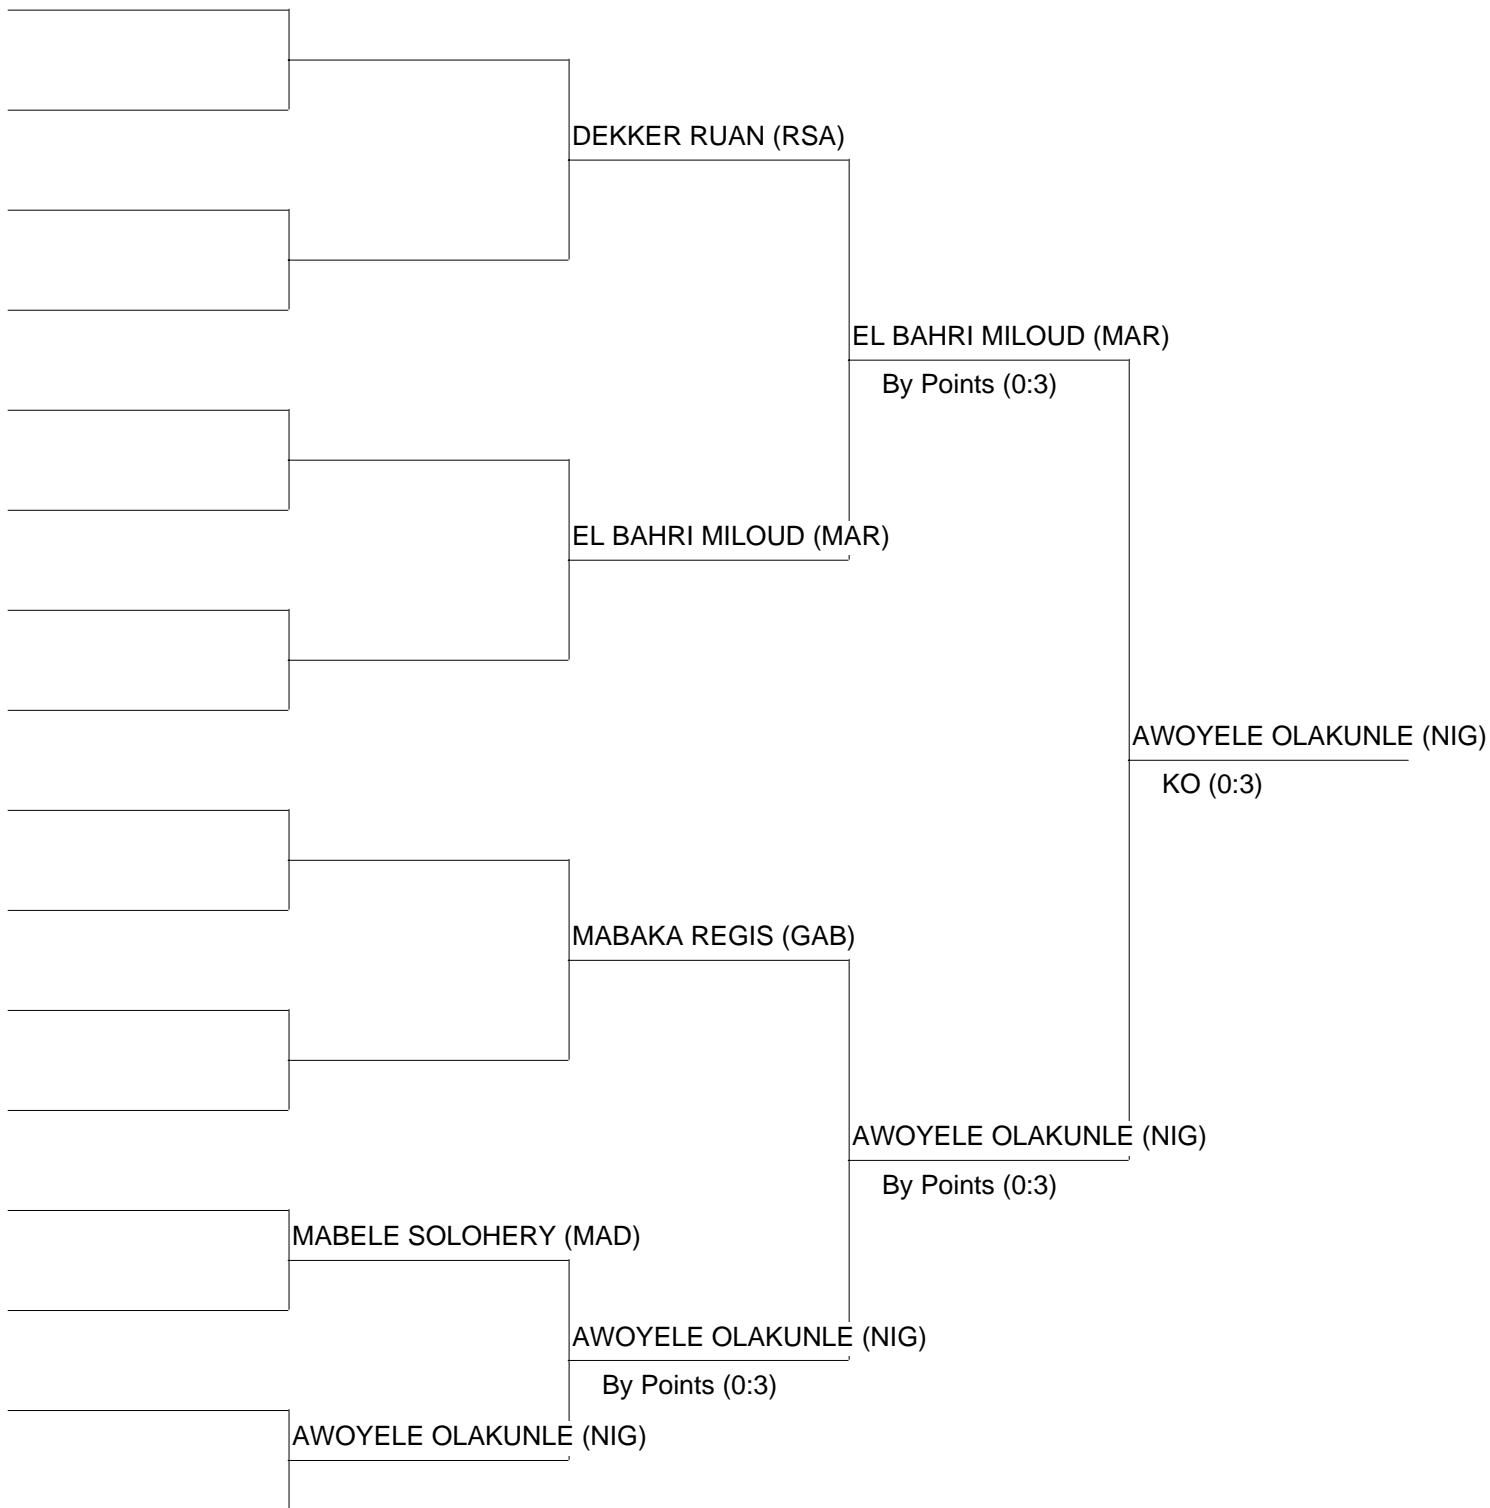 DEKKER RUAN (RSA)
EL BAHRI MILOUD (MAR)
By Points (0:3)
EL BAHRI MILOUD (MAR)
AWOYELE OLAKUNLE (NIG)
KO (0:3)
MABAKA REGIS (GAB)
AWOYELE OLAKUNLE (NIG)
By Points (0:3)
MABELE SOLOHERY (MAD)
AWOYELE OLAKUNLE (NIG)
By Points (0:3)
AWOYELE OLAKUNLE (NIG)